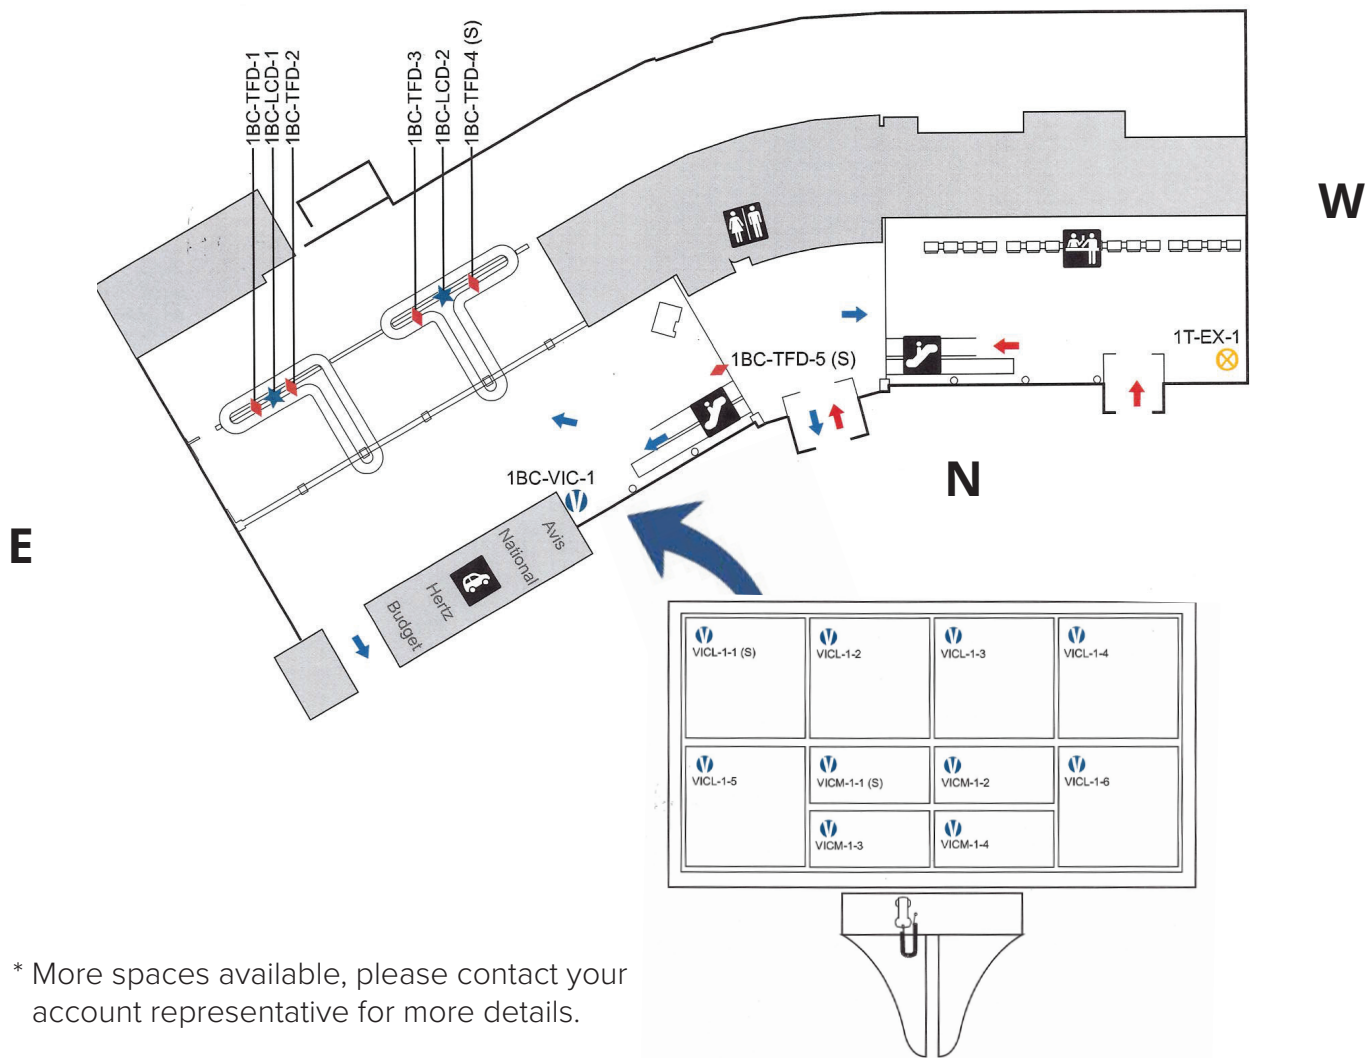 1BC-TFD-1
1BC-LCD-1
1BC-TFD-2
1BC-TFD-3
1BC-LCD-2
1BC-TFD-4 (S)
W
1T-EX-1
1BC-TFD-5 (S)
N
1BC-VIC-1
E
Avis
National
Hertz
Budget
VICL-1-1 (S)
VICL-1-2
VICL-1-3
VICL-1-4
VICL-1-5
VICM-1-1 (S)
VICM-1-2
VICL-1-6
VICM-1-3
VICM-1-4
* More spaces available, please contact your
account representative for more details.